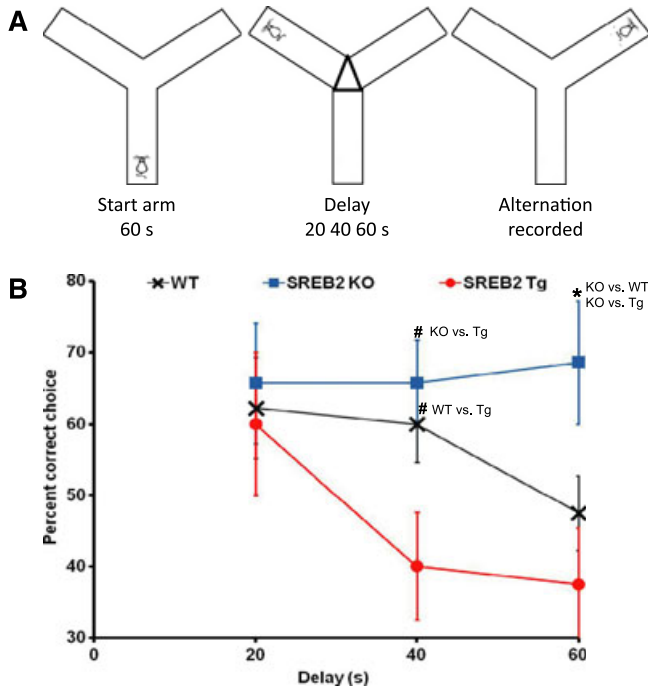 A
Start arm
60 s
Delay
20 40 60 s
Alternation
recorded
B
80
70
60
50
40
30
Percent correct choice
WT
SREB2 KO
SREB2 Tg
* KO vs. WT
KO vs. Tg
# KO vs. Tg
# WT vs. Tg
0
20
40
60
Delay (s)